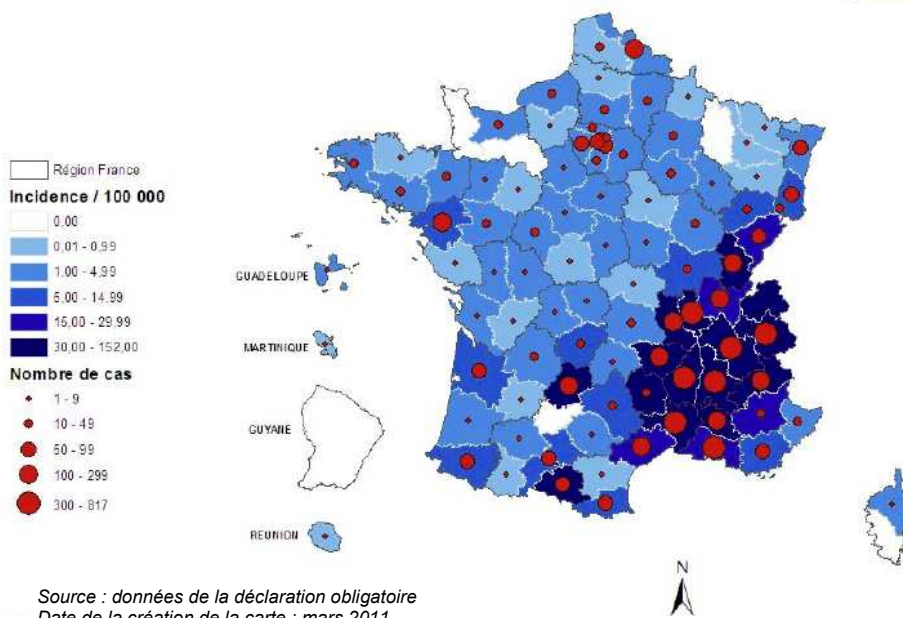 Région France
Incidence / 100 000
0,00
0,01 - 0,99
1,00 - 4,99
5,00 - 14,99
15,00 - 29,99
30,00 - 152,00
Nombre de cas
1 - 9
10 - 49
50 - 99
100 - 299
300 - 817
GUADELOUPE
MARTINIQUE
GUYANE
REUNION
N
Source : données de la déclaration obligatoire
Date de la création de la carte : mars 2011